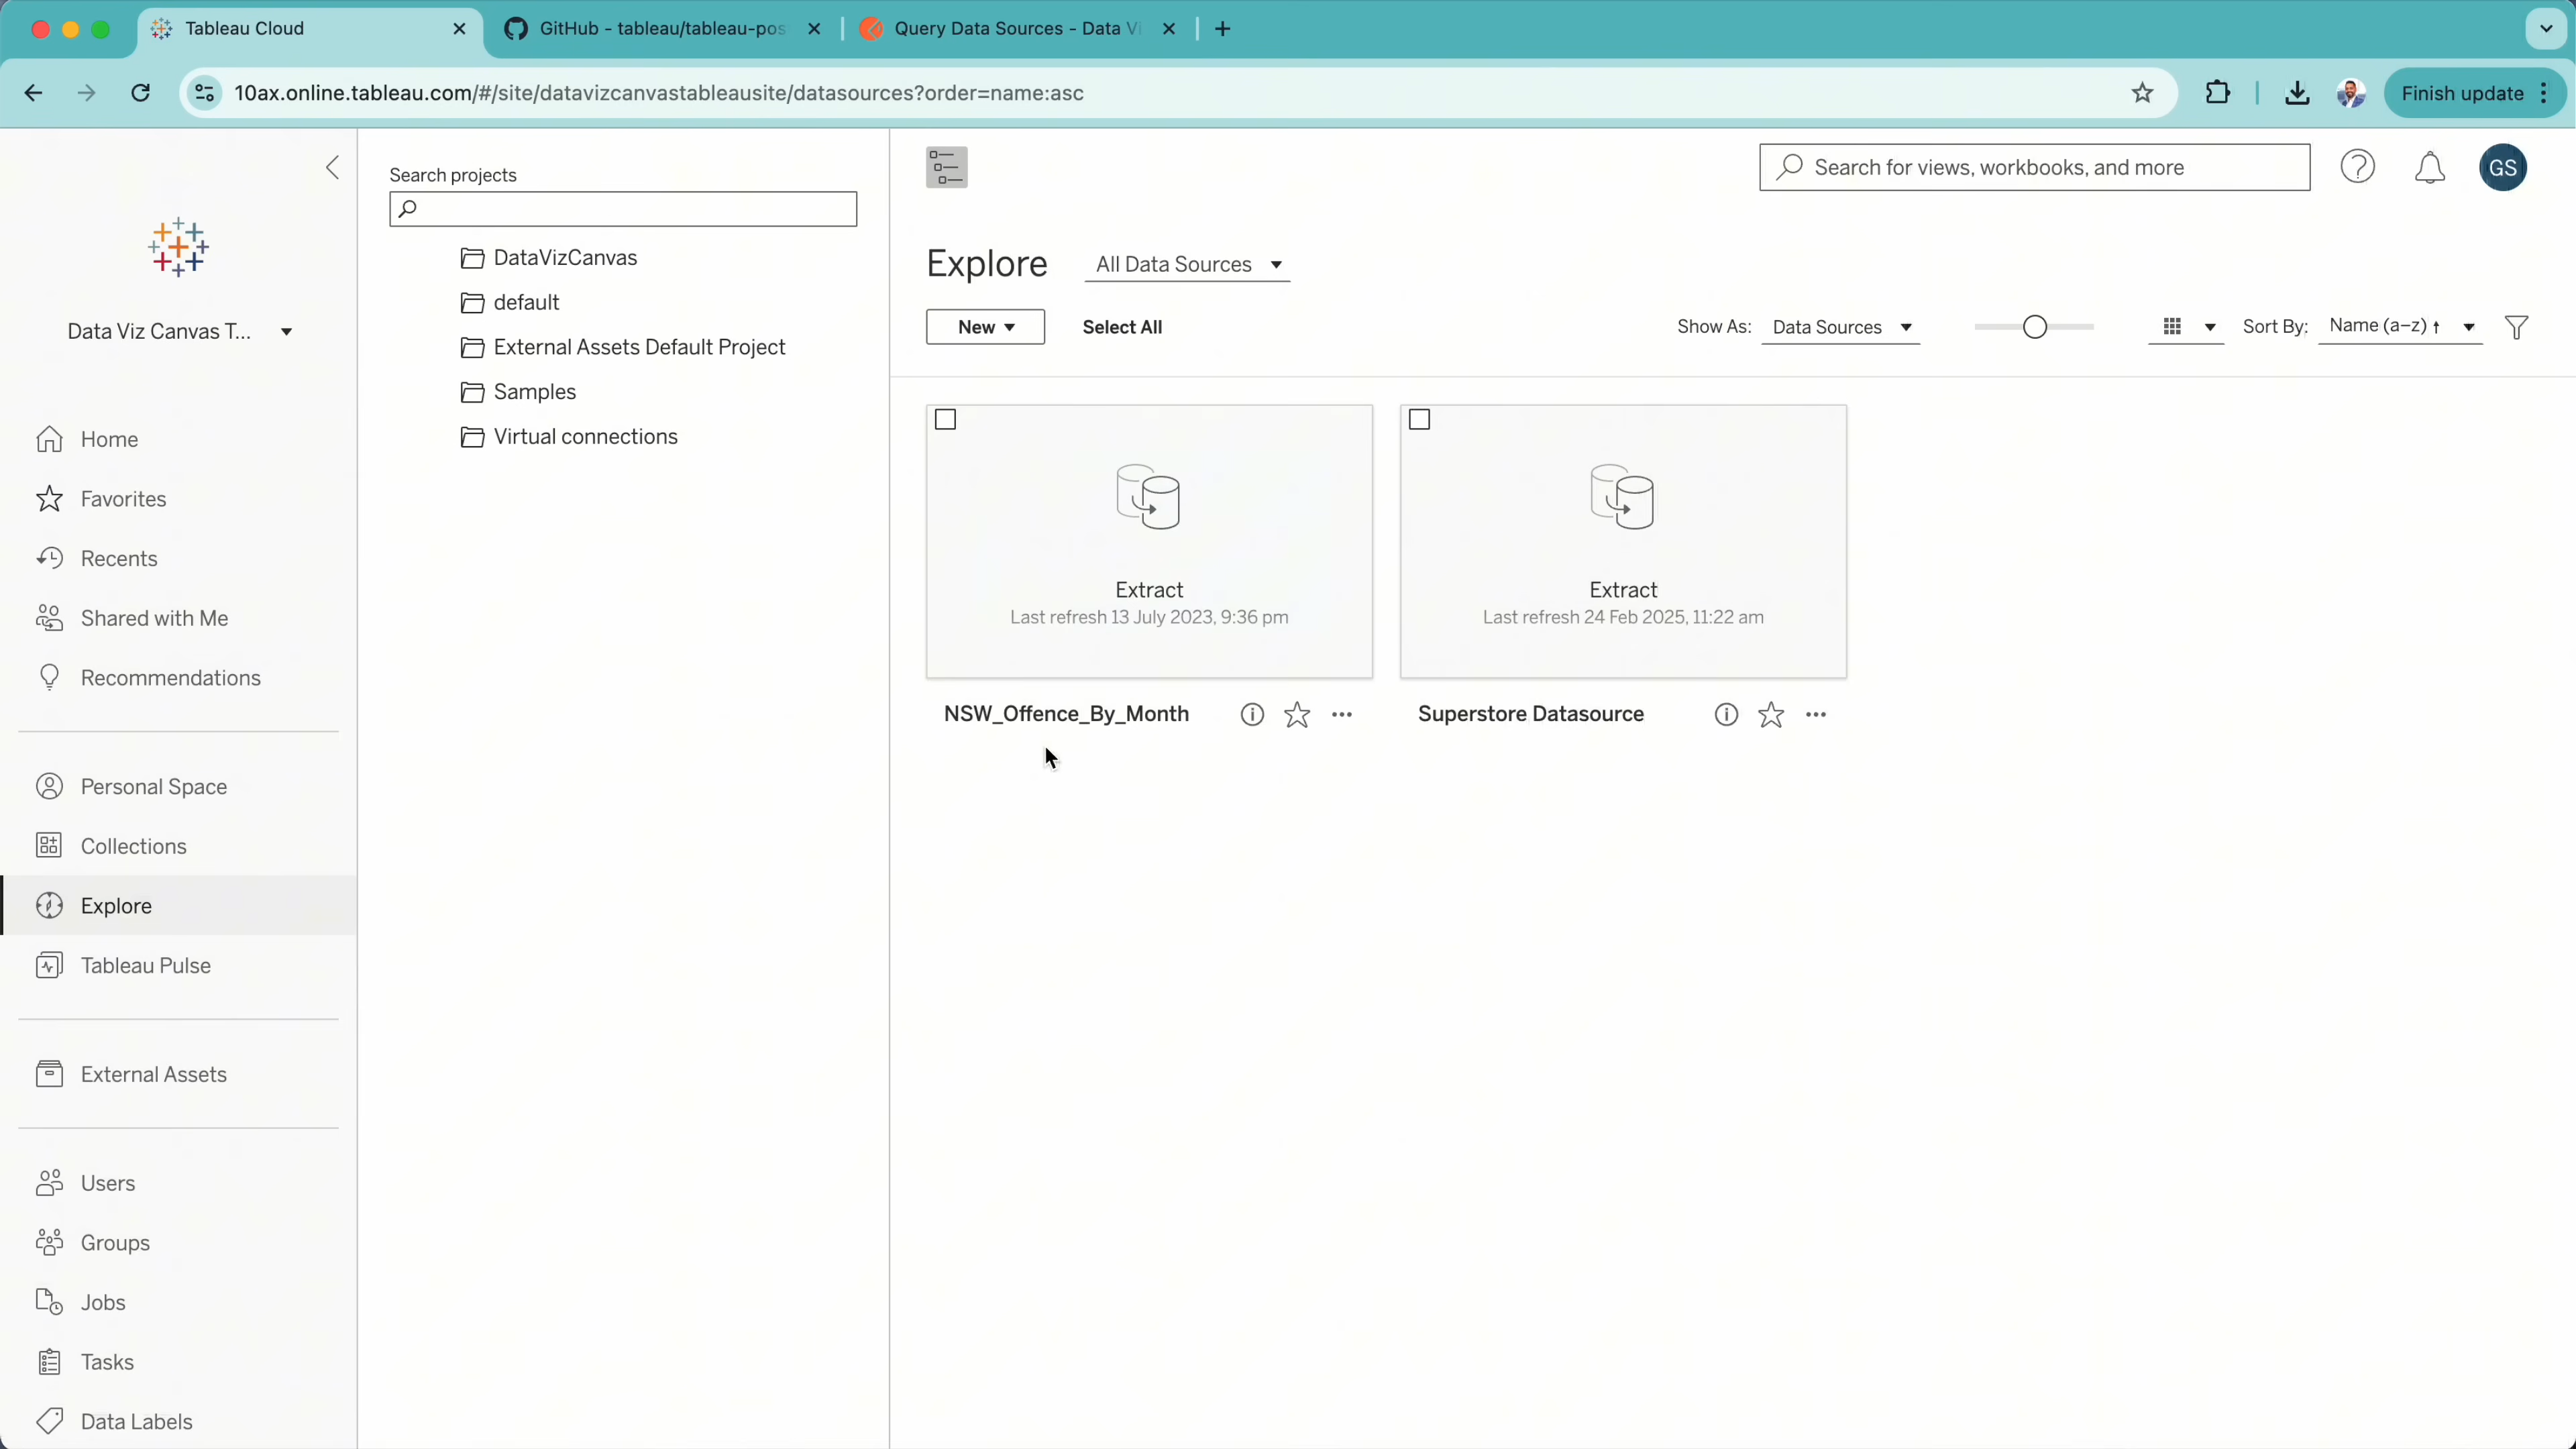 Tableau Cloud
GitHub - tableau/tableau-pos
Query Data Sources - Data Vi
10ax.online.tableau.com/#/site/datavizcanvastableausite/datasources?order=name:asc
Finish update
Data Viz Canvas T...
Home
Favorites
Recents
Shared with Me
Recommendations
Personal Space
Collections
Explore
Tableau Pulse
External Assets
Users
Groups
Jobs
Tasks
Data Labels
Search projects
DataVizCanvas
default
External Assets Default Project
Samples
Virtual connections
Search for views, workbooks, and more
GS
Explore
All Data Sources
New
Select All
Show As: Data Sources
Sort By: Name (a–z) ↑
Extract
Last refresh 13 July 2023, 9:36 pm
NSW_Offence_By_Month
Extract
Last refresh 24 Feb 2025, 11:22 am
Superstore Datasource